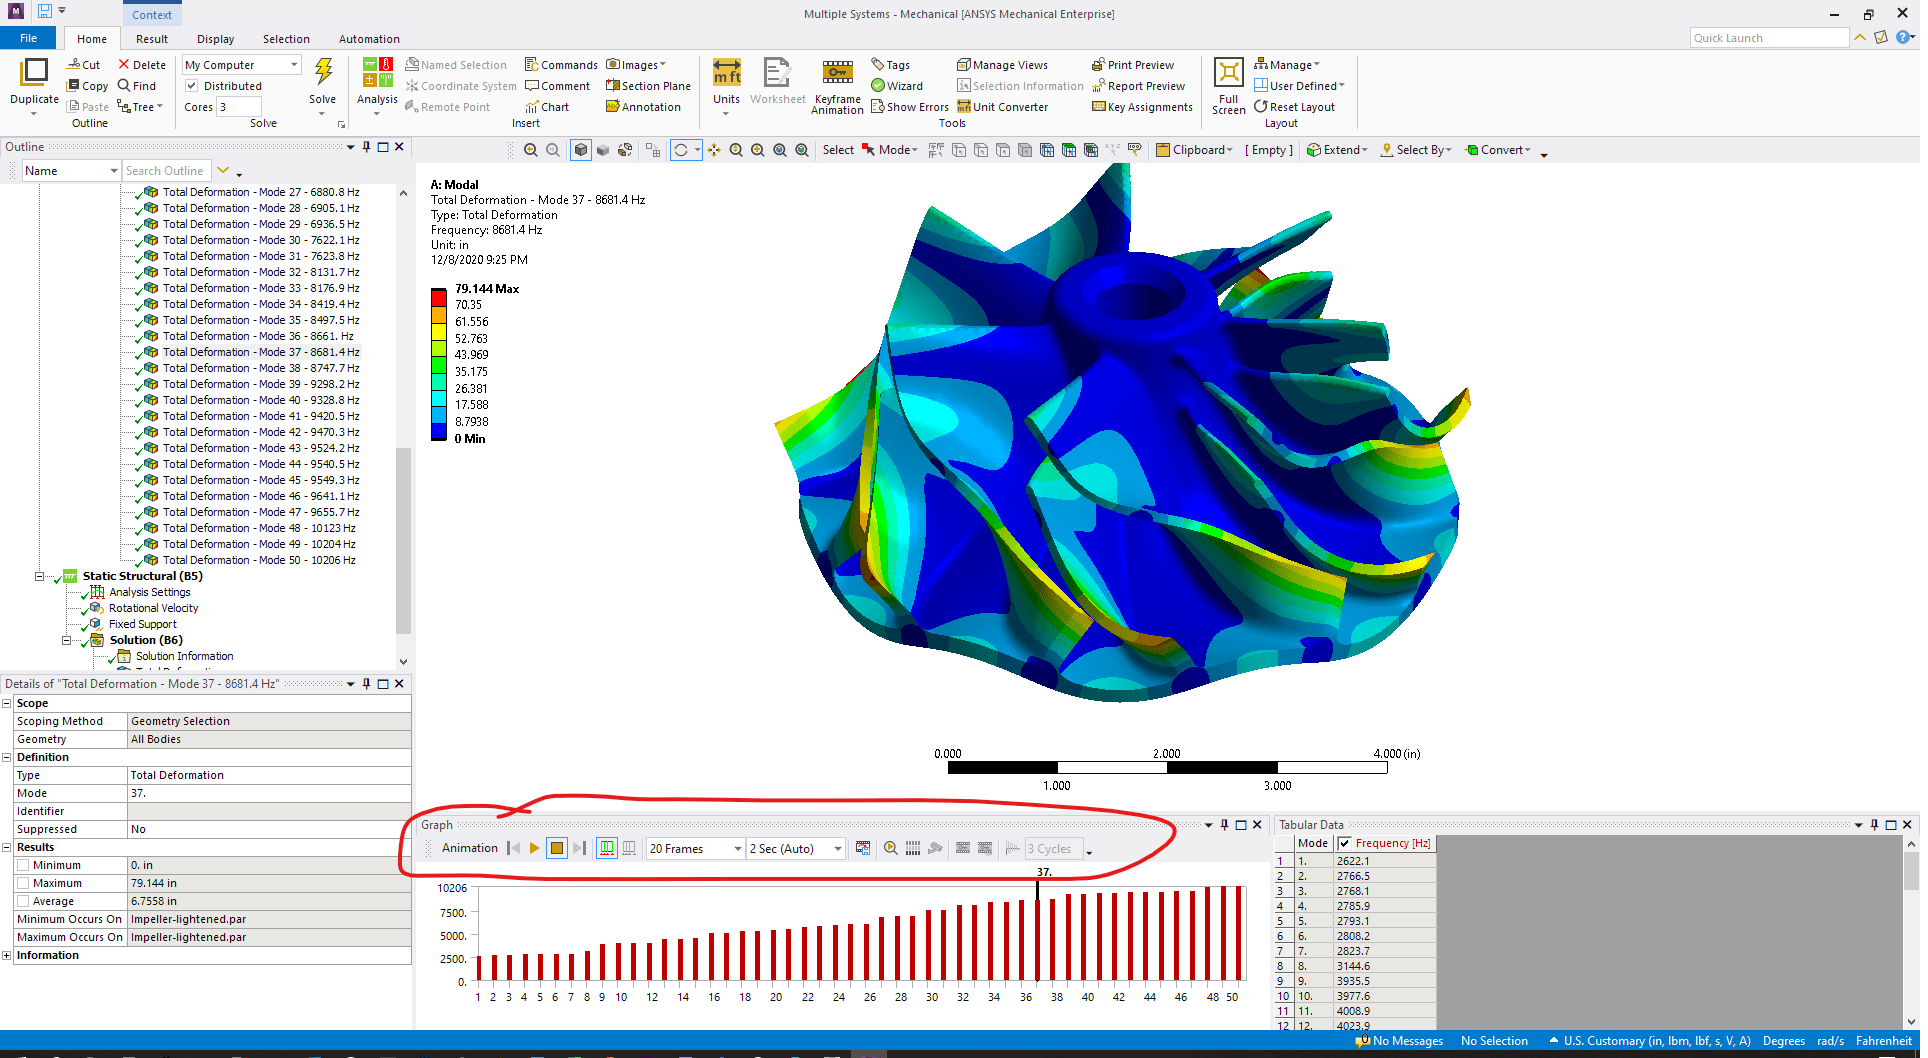 Context
Multiple Systems - Mechanical [ANSYS Mechanical Enterprise]
File Home Result Display Selection Automation
Quick Launch
Duplicate
Cut
Copy
Paste
Delete
Find
Tree
Outline
My Computer
Distributed
Cores 3
Solve
Solve
Analysis
Named Selection
Coordinate System
Remote Point
Commands
Comment
Chart
Images
Section Plane
Annotation
Insert
Units
Worksheet
Keyframe
Animation
Tags
Wizard
Show Errors
Manage Views
Selection Information
Unit Converter
Print Preview
Report Preview
Key Assignments
Tools
Full
Screen
Manage
User Defined
Reset Layout
Layout
Outline
Name
Search Outline
Select Mode Clipboard [ Empty ] Extend Select By Convert
Total Deformation - Mode 27 - 6880.8 Hz
Total Deformation - Mode 28 - 6905.1 Hz
Total Deformation - Mode 29 - 6936.5 Hz
Total Deformation - Mode 30 - 7622.1 Hz
Total Deformation - Mode 31 - 7623.8 Hz
Total Deformation - Mode 32 - 8131.7 Hz
Total Deformation - Mode 33 - 8176.9 Hz
Total Deformation - Mode 34 - 8419.4 Hz
Total Deformation - Mode 35 - 8497.5 Hz
Total Deformation - Mode 36 - 8661. Hz
Total Deformation - Mode 37 - 8681.4 Hz
Total Deformation - Mode 38 - 8747.7 Hz
Total Deformation - Mode 39 - 9298.2 Hz
Total Deformation - Mode 40 - 9328.8 Hz
Total Deformation - Mode 41 - 9420.5 Hz
Total Deformation - Mode 42 - 9470.3 Hz
Total Deformation - Mode 43 - 9524.2 Hz
Total Deformation - Mode 44 - 9540.5 Hz
Total Deformation - Mode 45 - 9549.3 Hz
Total Deformation - Mode 46 - 9641.1 Hz
Total Deformation - Mode 47 - 9655.7 Hz
Total Deformation - Mode 48 - 10123 Hz
Total Deformation - Mode 49 - 10204 Hz
Total Deformation - Mode 50 - 10206 Hz
Static Structural (B5)
Analysis Settings
Rotational Velocity
Fixed Support
Solution (B6)
Solution Information
A: Modal
Total Deformation - Mode 37 - 8681.4 Hz
Type: Total Deformation
Frequency: 8681.4 Hz
Unit: in
12/8/2020 9:25 PM
79.144 Max
70.35
61.556
52.763
43.969
35.175
26.381
17.588
8.7938
0 Min
0.000 2.000 4.000 (in)
1.000 3.000
Details of "Total Deformation - Mode 37 - 8681.4 Hz"
Scope
Scoping Method Geometry Selection
Geometry All Bodies
Definition
Type Total Deformation
Mode 37.
Identifier
Suppressed No
Results
Minimum 0. in
Maximum 79.144 in
Average 6.7558 in
Minimum Occurs On Impeller-lightened.par
Maximum Occurs On Impeller-lightened.par
Information
Graph
Animation 20 Frames 2 Sec (Auto) 3 Cycles
37.
10206
7500.
5000.
2500.
0.
1 2 3 4 5 6 7 8 9 10 12 14 16 18 20 22 24 26 28 30 32 34 36 38 40 42 44 46 48 50
Tabular Data
Mode Frequency [Hz]
1 1. 2622.1
2 2. 2766.5
3 3. 2768.1
4 4. 2785.9
5 5. 2793.1
6 6. 2808.2
7 7. 2823.7
8 8. 3144.6
9 9. 3935.5
10 10. 3977.6
11 11. 4008.9
12 12. 4023.9
0 No Messages No Selection U.S. Customary (in, lbm, lbf, s, V, A) Degrees rad/s Fahrenheit